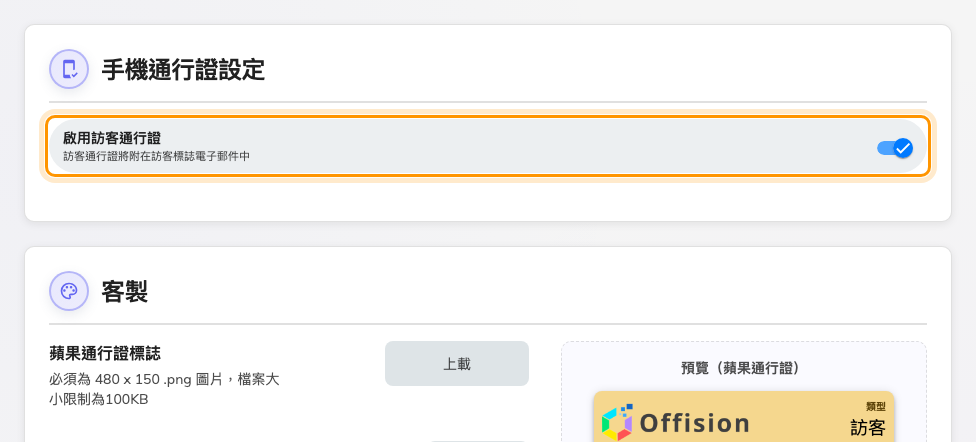 手機通行證設定
啟用訪客通行證
訪客通行證將附在訪客標誌電子郵件中
客製
蘋果通行證標誌
必須為 480 x 150 .png 圖片，檔案大
小限制為100KB
上載
預覽（蘋果通行證）
Offision
類型
訪客